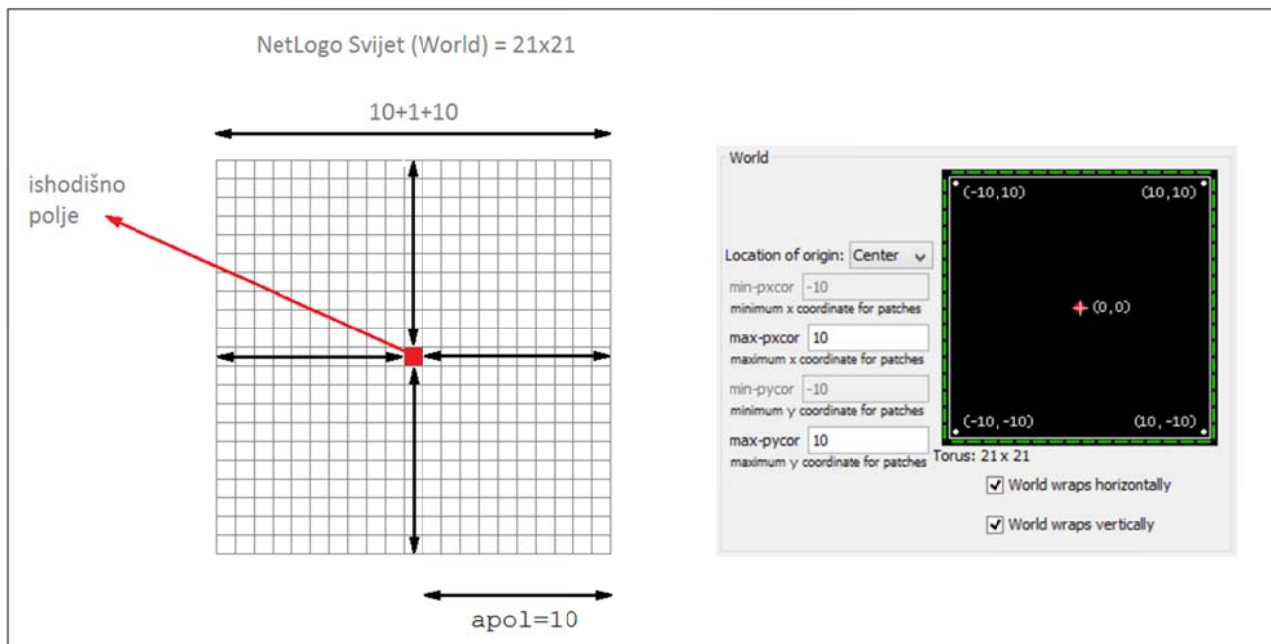 NetLogo Svijet (World) = 21x21
10+1+10
ishodišno
polje
apol=10
World
Location of origin: Center
min-pxcor -10
minimum x coordinate for patches
max-pxcor 10
maximum x coordinate for patches
min-pycor -10
minimum y coordinate for patches
max-pycor 10
maximum y coordinate for patches
(-10,10)
(10,10)
(0,0)
(-10,-10)
(10,-10)
Torus: 21 x 21
World wraps horizontally
World wraps vertically